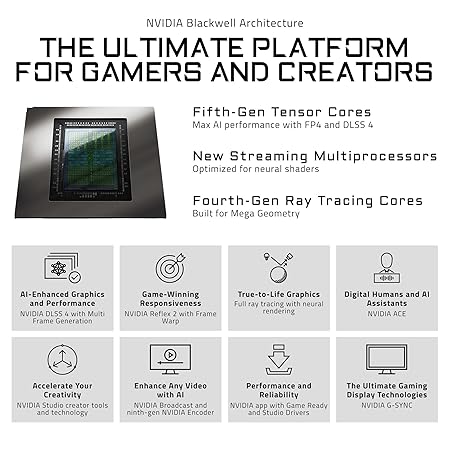 NVIDIA Blackwell Architecture
THE ULTIMATE PLATFORM
FOR GAMERS AND CREATORS
Fifth-Gen Tensor Cores
Max AI performance with FP4 and DLSS 4
New Streaming Multiprocessors
Optimized for neural shaders
Fourth-Gen Ray Tracing Cores
Built for Mega Geometry
AI-Enhanced Graphics
and Performance
NVIDIA DLSS 4 with Multi
Frame Generation
Game-Winning
Responsiveness
NVIDIA Reflex 2 with Frame
Warp
True-to-Life Graphics
Full ray tracing with neural
rendering
Digital Humans and AI
Assistants
NVIDIA ACE
Accelerate Your
Creativity
NVIDIA Studio creator tools
and technology
Enhance Any Video with
AI
NVIDIA Broadcast and
ninth-gen NVIDIA Encoder
Performance and
Reliability
NVIDIA app with Game Ready
and Studio Drivers
The Ultimate Gaming
Display Technologies
NVIDIA G-SYNC